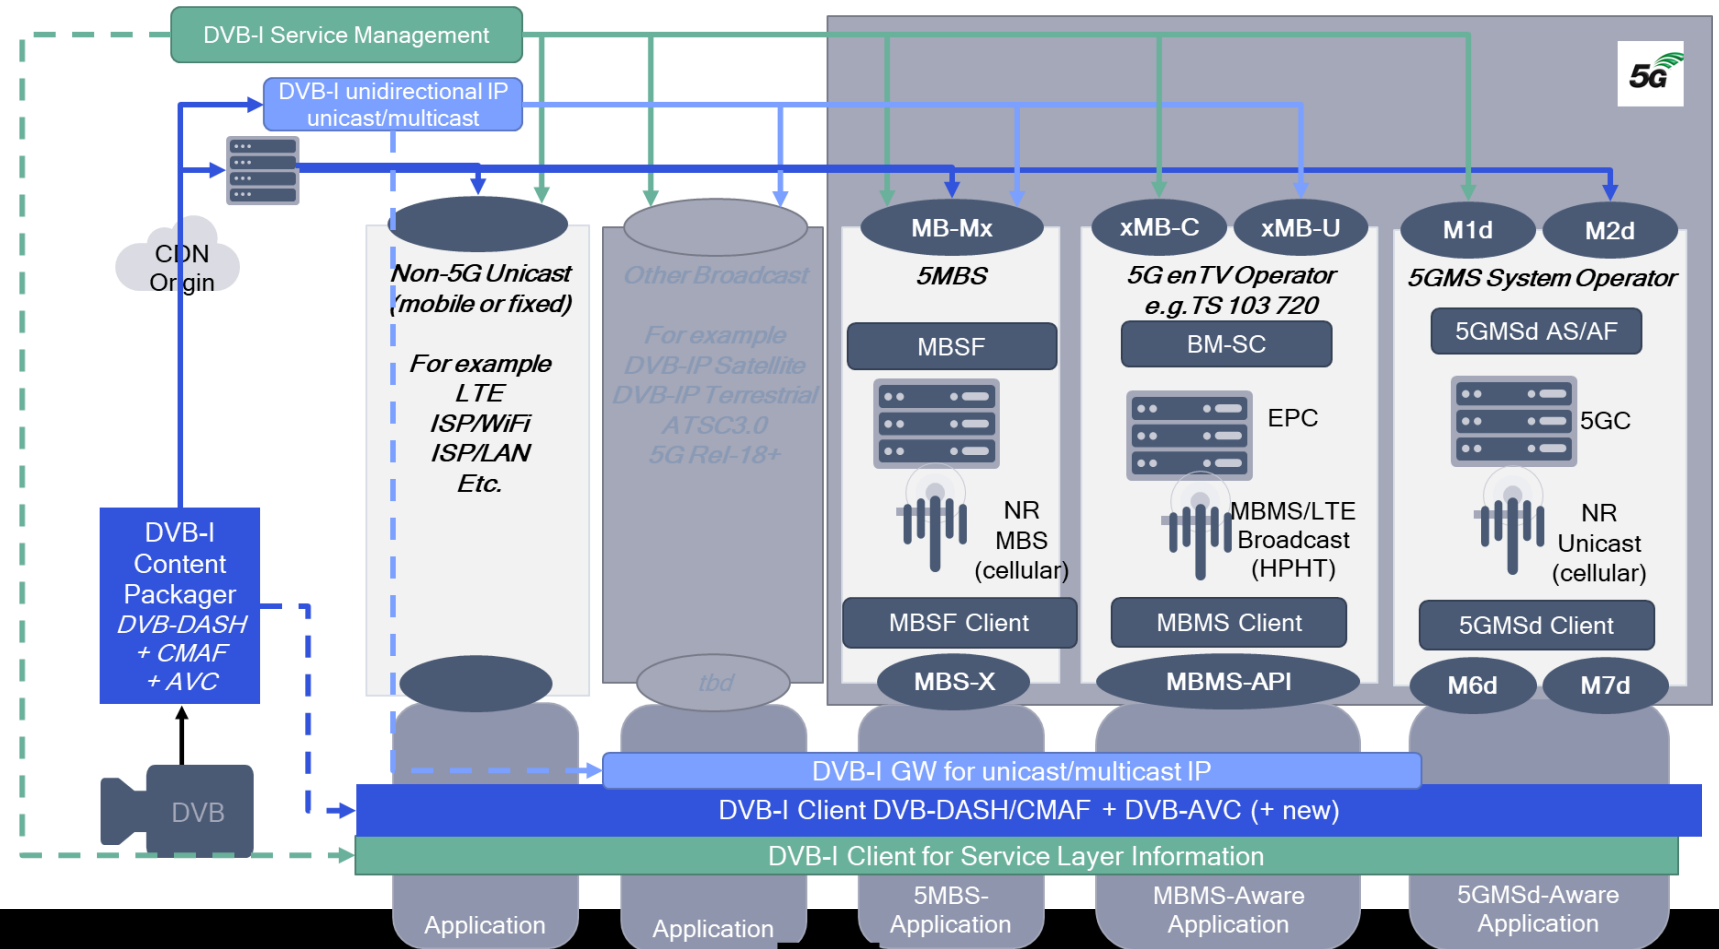 DVB-I Service Management
5G
DVB-I unidirectional IP
unicast/multicast
CDN
Origin
MB-Mx
xMB-C
xMB-U
M1d
M2d
Non-5G Unicast
(mobile or fixed)
For example
LTE
ISP/WiFi
ISP/LAN
Etc.
Other Broadcast
For example
DVB-IP Satellite
DVB-IP Terrestrial
ATSC3.0
5G Rel-18+
tbd
5MBS
MBSF
NR
MBS
(cellular)
MBSF Client
MBS-X
5G enTV Operator
e.g.TS 103 720
BM-SC
EPC
MBMS/LTE
Broadcast
(HPHT)
MBMS Client
MBMS-API
5GMS System Operator
5GMSd AS/AF
5GC
NR
Unicast
(cellular)
5GMSd Client
M6d
M7d
DVB-I
Content
Packager
DVB-DASH
+ CMAF
+ AVC
DVB
DVB-I GW for unicast/multicast IP
DVB-I Client DVB-DASH/CMAF + DVB-AVC (+ new)
DVB-I Client for Service Layer Information
Application
Application
5MBS-
Application
MBMS-Aware
Application
5GMSd-Aware
Application